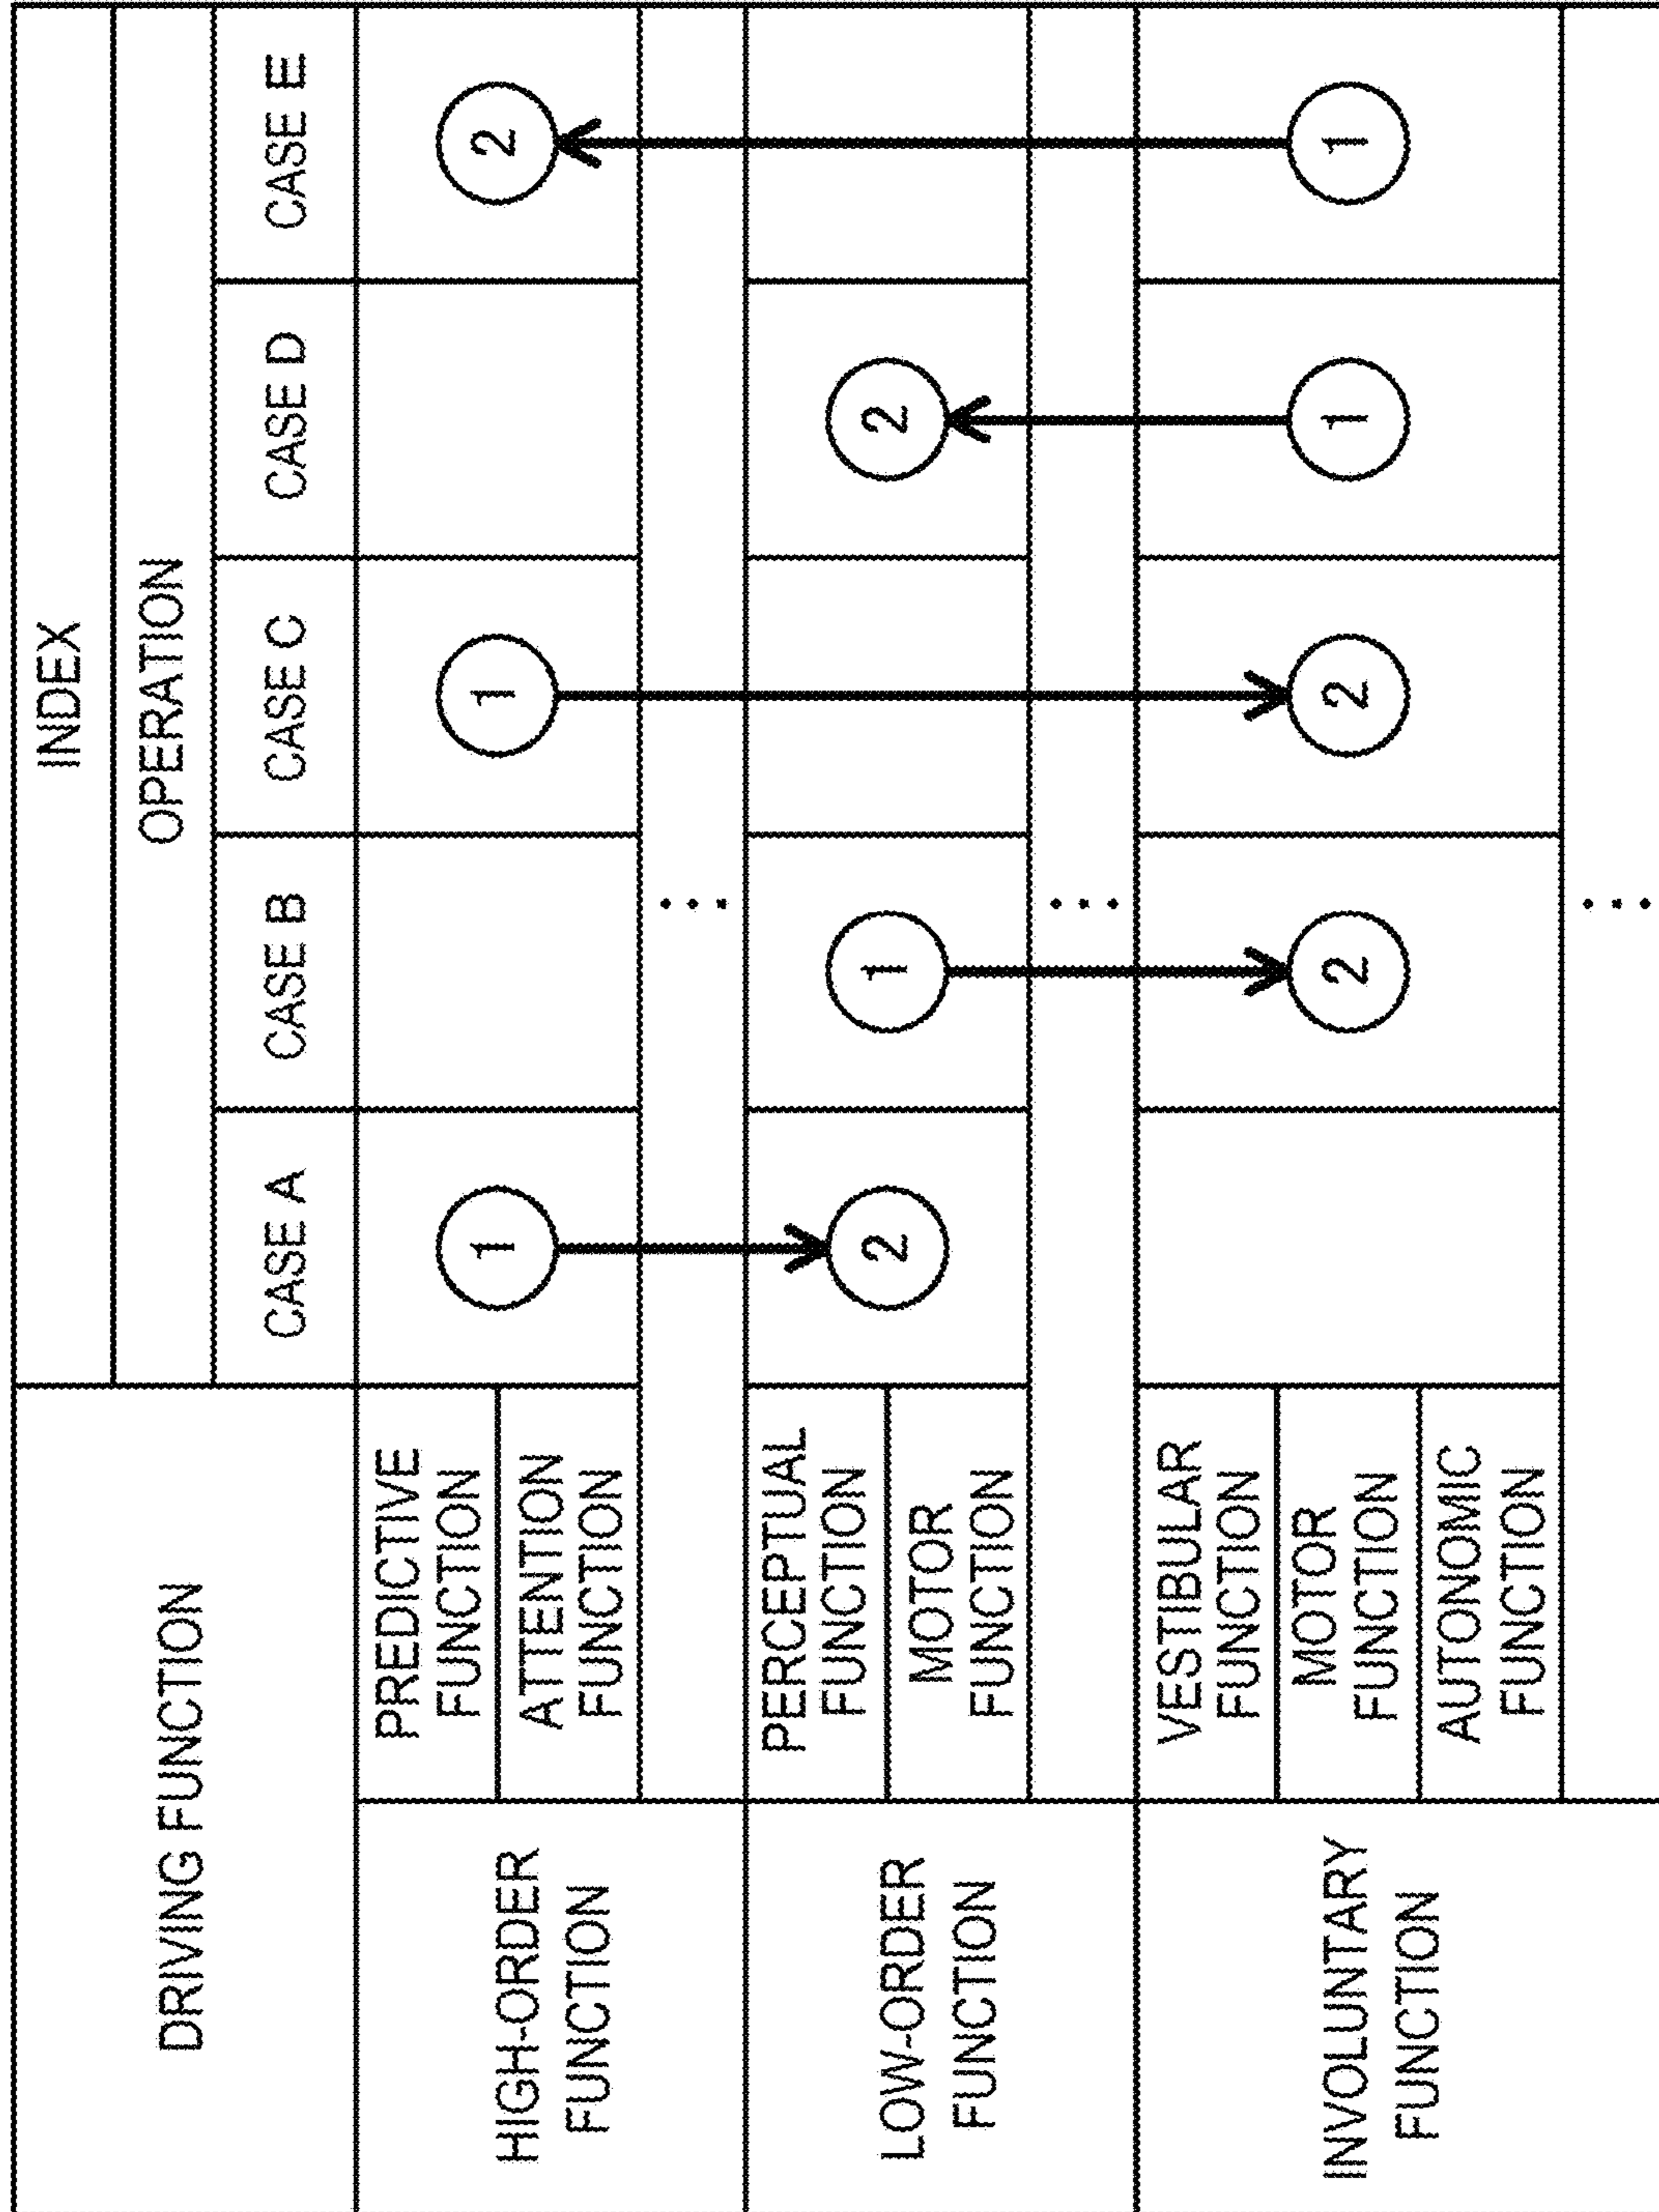 DRIVING FUNCTION
INDEX
OPERATION
CASE A
CASE B
CASE C
CASE D
CASE E
HIGH-ORDER
FUNCTION
PREDICTIVE
FUNCTION
ATTENTION
FUNCTION
1
1
2
...
LOW-ORDER
FUNCTION
PERCEPTUAL
FUNCTION
MOTOR
FUNCTION
2
1
2
...
INVOLUNTARY
FUNCTION
VESTIBULAR
FUNCTION
MOTOR
FUNCTION
AUTONOMIC
FUNCTION
2
2
1
1
...